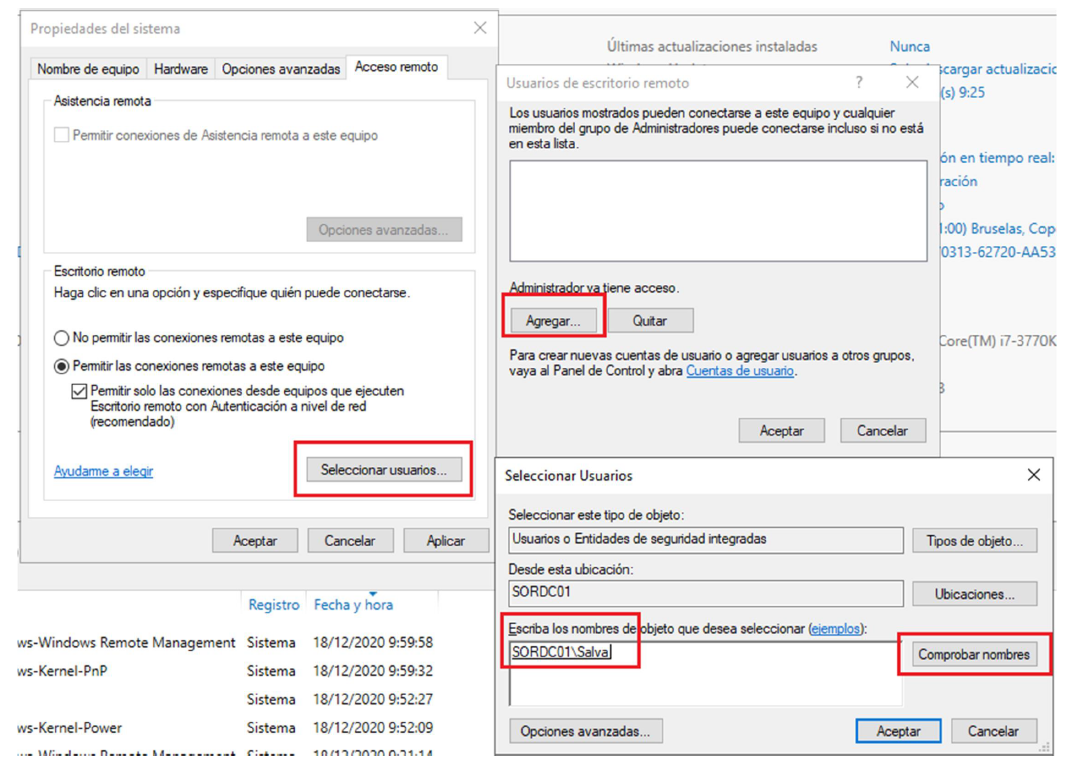 Propiedades del sistema
Nombre de equipo Hardware Opciones avanzadas Acceso remoto
Asistencia remota
Permitir conexiones de Asistencia remota a este equipo
Opciones avanzadas...
Escritorio remoto
Haga clic en una opción y especifique quién puede conectarse.
No permitir las conexiones remotas a este equipo
Permitir las conexiones remotas a este equipo
Permitir solo las conexiones desde equipos que ejecuten
Escritorio remoto con Autenticación a nivel de red
(recomendado)
Ayudarme a elegir
Seleccionar usuarios...
Aceptar Cancelar Aplicar
Últimas actualizaciones instaladas Nunca
scargar actualizacio
(s) 9:25
ón en tiempo real:
ración
1:00) Bruselas, Cop
0313-62720-AA53
Core(TM) i7-3770K
Usuarios de escritorio remoto
?
Los usuarios mostrados pueden conectarse a este equipo y cualquier
miembro del grupo de Administradores puede conectarse incluso si no está
en esta lista.
Administrador ya tiene acceso.
Agregar... Quitar
Para crear nuevas cuentas de usuario o agregar usuarios a otros grupos,
vaya al Panel de Control y abra Cuentas de usuario.
Aceptar Cancelar
Seleccionar Usuarios
Seleccionar este tipo de objeto:
Usuarios o Entidades de seguridad integradas Tipos de objeto...
Desde esta ubicación:
SORDC01 Ubicaciones...
Escriba los nombres de objeto que desea seleccionar (ejemplos):
SORDC01\Salva Comprobar nombres
Opciones avanzadas... Aceptar Cancelar
Registro Fecha y hora
ws-Windows Remote Management Sistema 18/12/2020 9:59:58
ws-Kernel-PnP Sistema 18/12/2020 9:59:32
Sistema 18/12/2020 9:52:27
ws-Kernel-Power Sistema 18/12/2020 9:52:09
ws-Windows Remote Management Sistema 18/12/2020 9:21:14